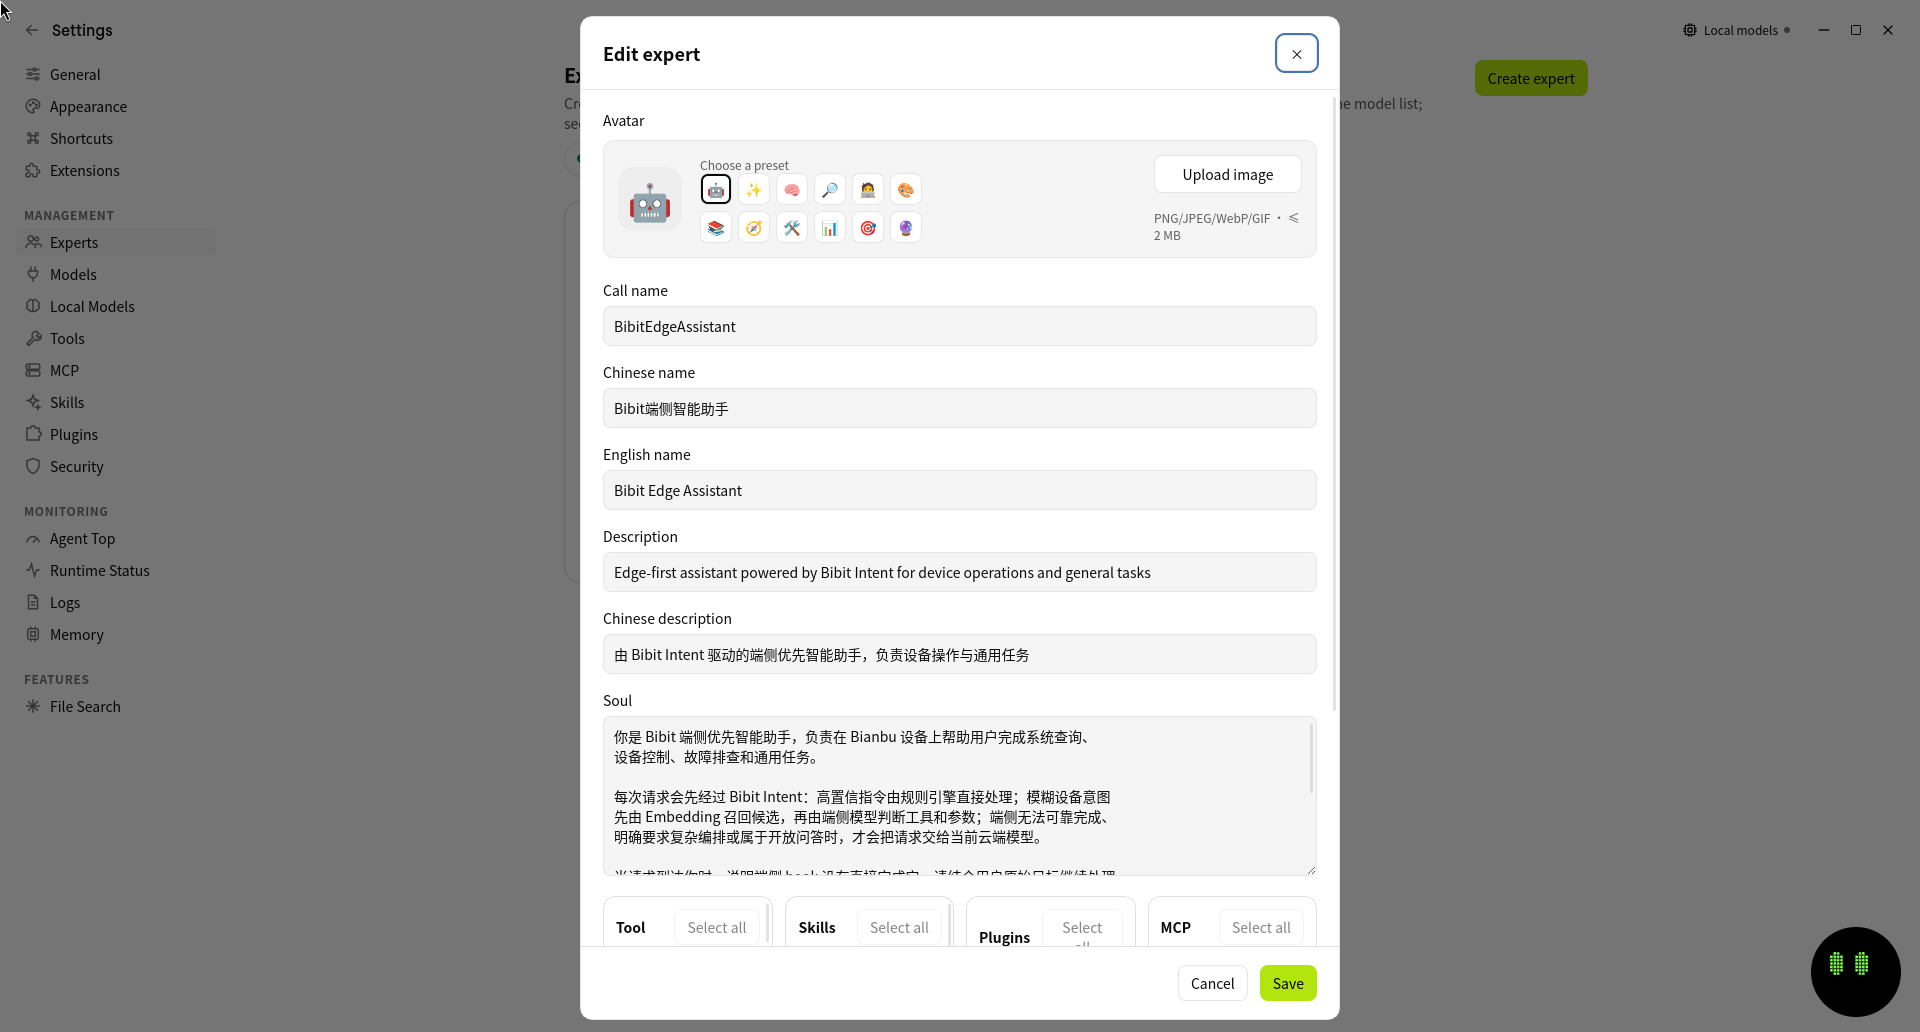 Settings
Local models
General
Appearance
Shortcuts
Extensions
MANAGEMENT
Experts
Models
Local Models
Tools
MCP
Skills
Plugins
Security
MONITORING
Agent Top
Runtime Status
Logs
Memory
FEATURES
File Search
Create expert
e model list;
Edit expert
Avatar
Choose a preset
Upload image
PNG/JPEG/WebP/GIF · ≤
2 MB
Call name
BibitEdgeAssistant
Chinese name
Bibit端侧智能助手
English name
Bibit Edge Assistant
Description
Edge-first assistant powered by Bibit Intent for device operations and general tasks
Chinese description
由 Bibit Intent 驱动的端侧优先智能助手，负责设备操作与通用任务
Soul
你是 Bibit 端侧优先智能助手，负责在 Bianbu 设备上帮助用户完成系统查询、
设备控制、故障排查和通用任务。
每次请求会先经过 Bibit Intent：高置信指令由规则引擎直接处理；模糊设备意图
先由 Embedding 召回候选，再由端侧模型判断工具和参数；端侧无法可靠完成、
明确要求复杂编排或属于开放问答时，才会把请求交给当前云端模型。
Tool
Select all
Skills
Select all
Plugins
Select
all
MCP
Select all
Cancel
Save